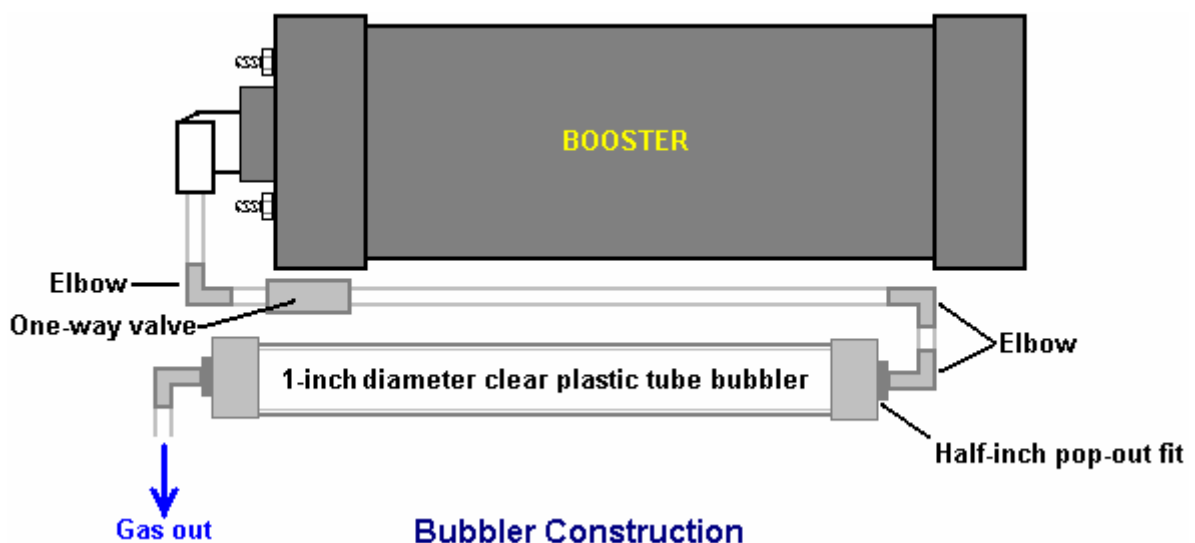 BOOSTER
Elbow
One-way valve
Elbow
1-inch diameter clear plastic tube bubbler
Half-inch pop-out fit
Gas out
Bubbler Construction